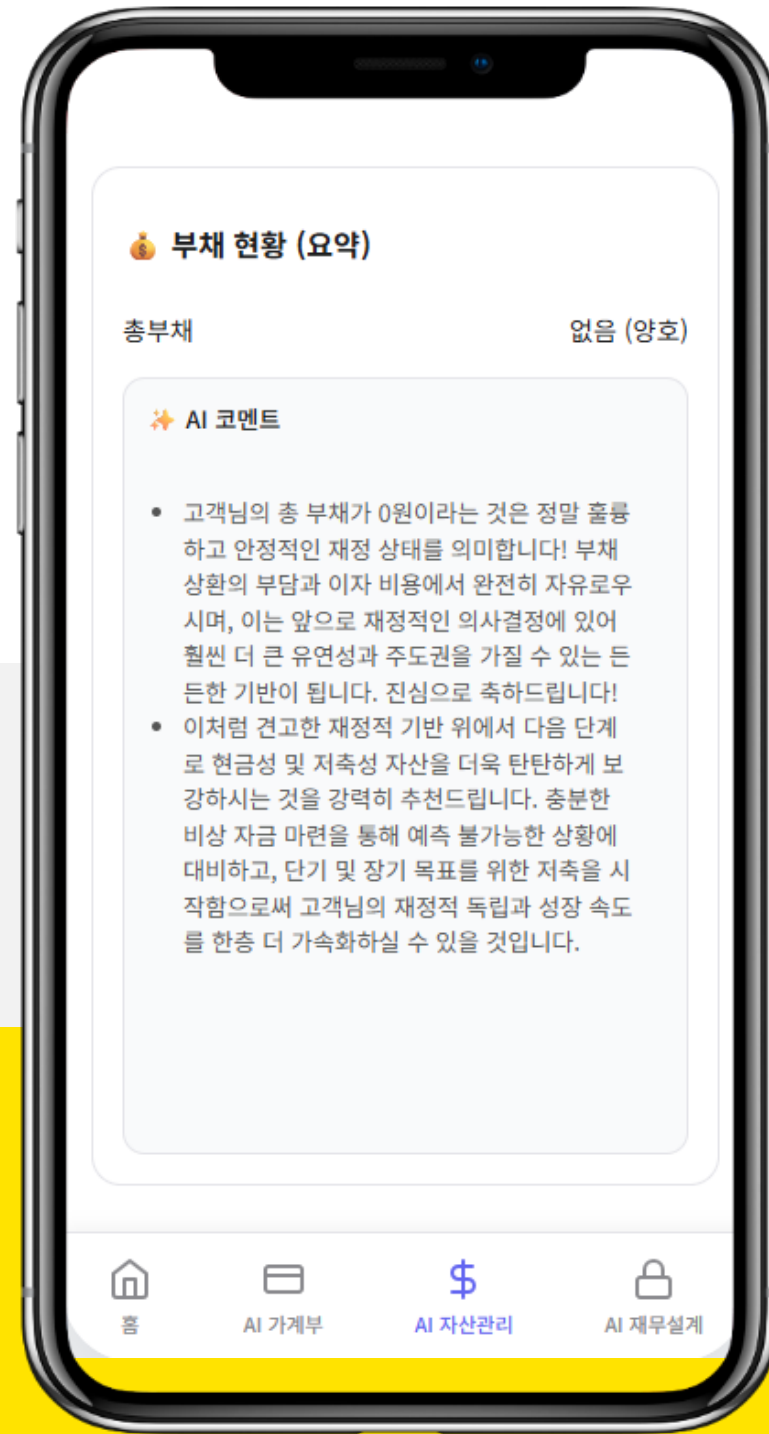 부채 현황 (요약)
총부채 없음 (양호)
AI 코멘트
• 고객님의 총 부채가 0원이라는 것은 정말 훌륭
하고 안정적인 재정 상태를 의미합니다! 부채
상환의 부담과 이자 비용에서 완전히 자유로우
시며, 이는 앞으로 재정적인 의사결정에 있어
훨씬 더 큰 유연성과 주도권을 가질 수 있는 든
든한 기반이 됩니다. 진심으로 축하드립니다!
• 이처럼 견고한 재정적 기반 위에서 다음 단계
로 현금성 및 저축성 자산을 더욱 탄탄하게 보
강하시는 것을 강력히 추천드립니다. 충분한
비상 자금 마련을 통해 예측 불가능한 상황에
대비하고, 단기 및 장기 목표를 위한 저축을 시
작함으로써 고객님의 재정적 독립과 성장 속도
를 한층 더 가속화하실 수 있을 것입니다.
홈 AI 가계부 AI 자산관리 AI 재무설계